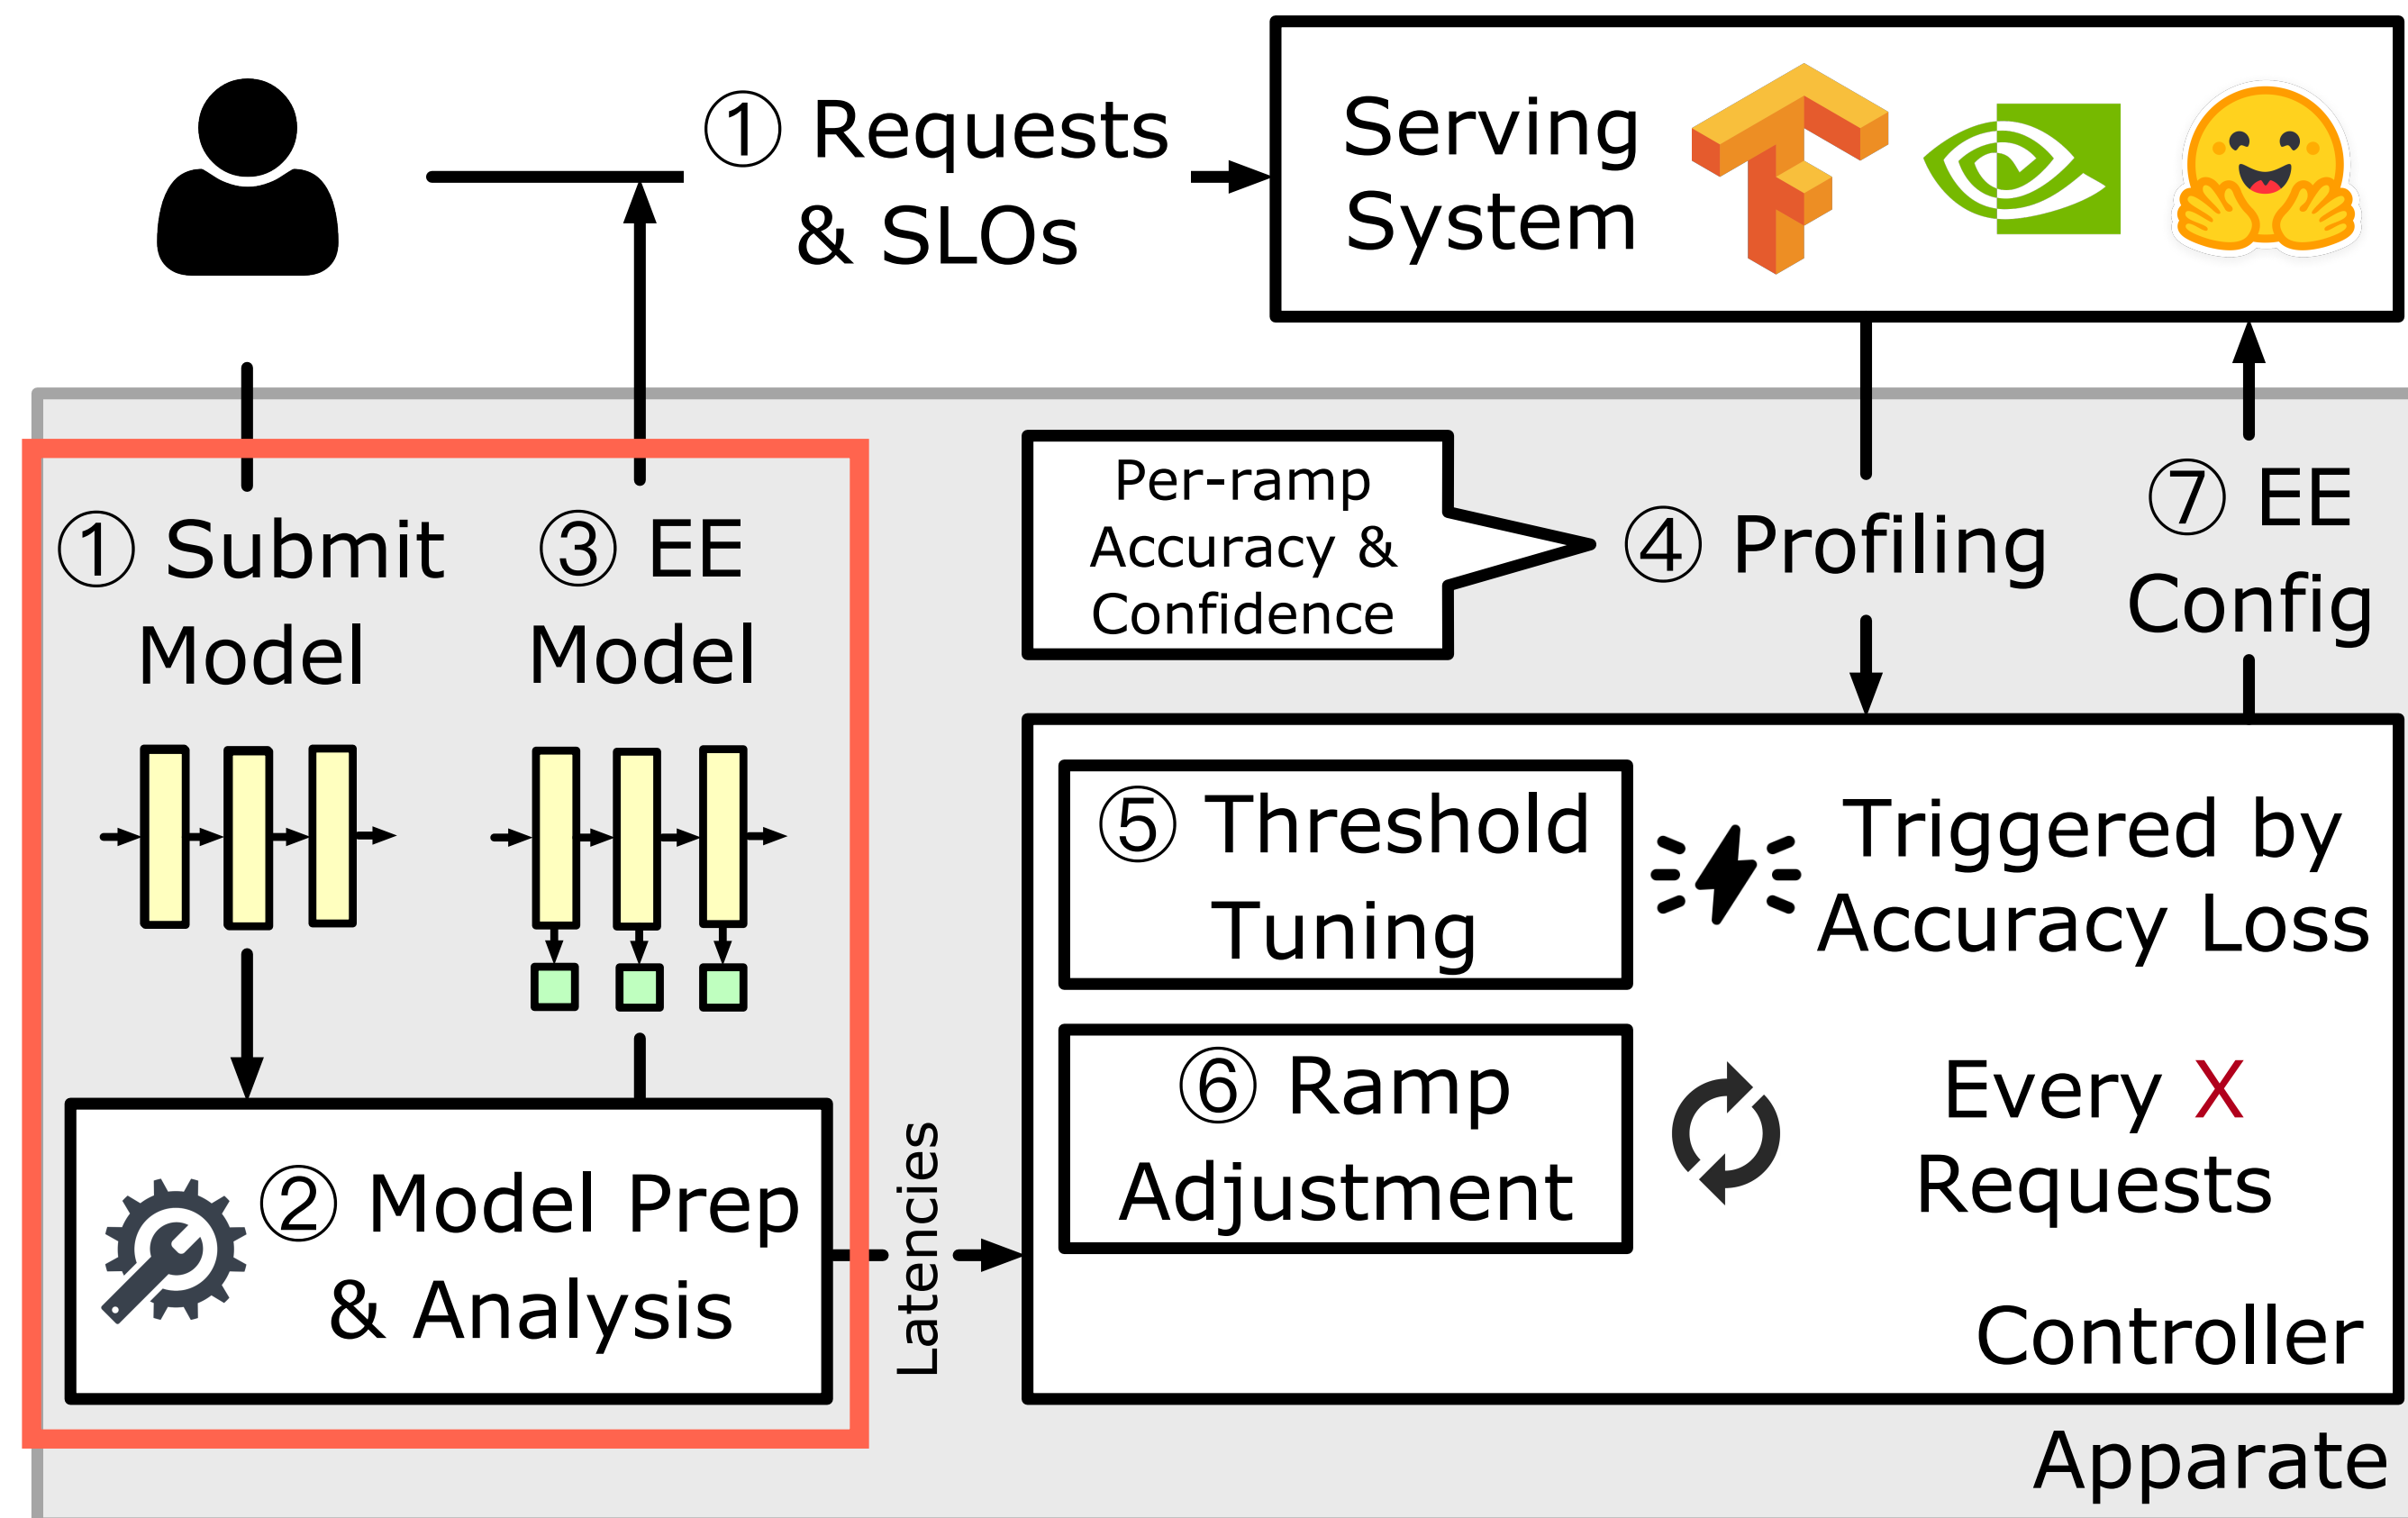 ① Requests
& SLOs
Serving
System
① Submit
Model
③ EE
Model
Per-ramp
Accuracy &
Confidence
④ Profiling
⑦ EE
Config
⑤ Threshold
Tuning
Triggered by
Accuracy Loss
⑥ Ramp
Adjustment
Every X
Requests
② Model Prep
& Analysis
Latencies
Controller
Apparate